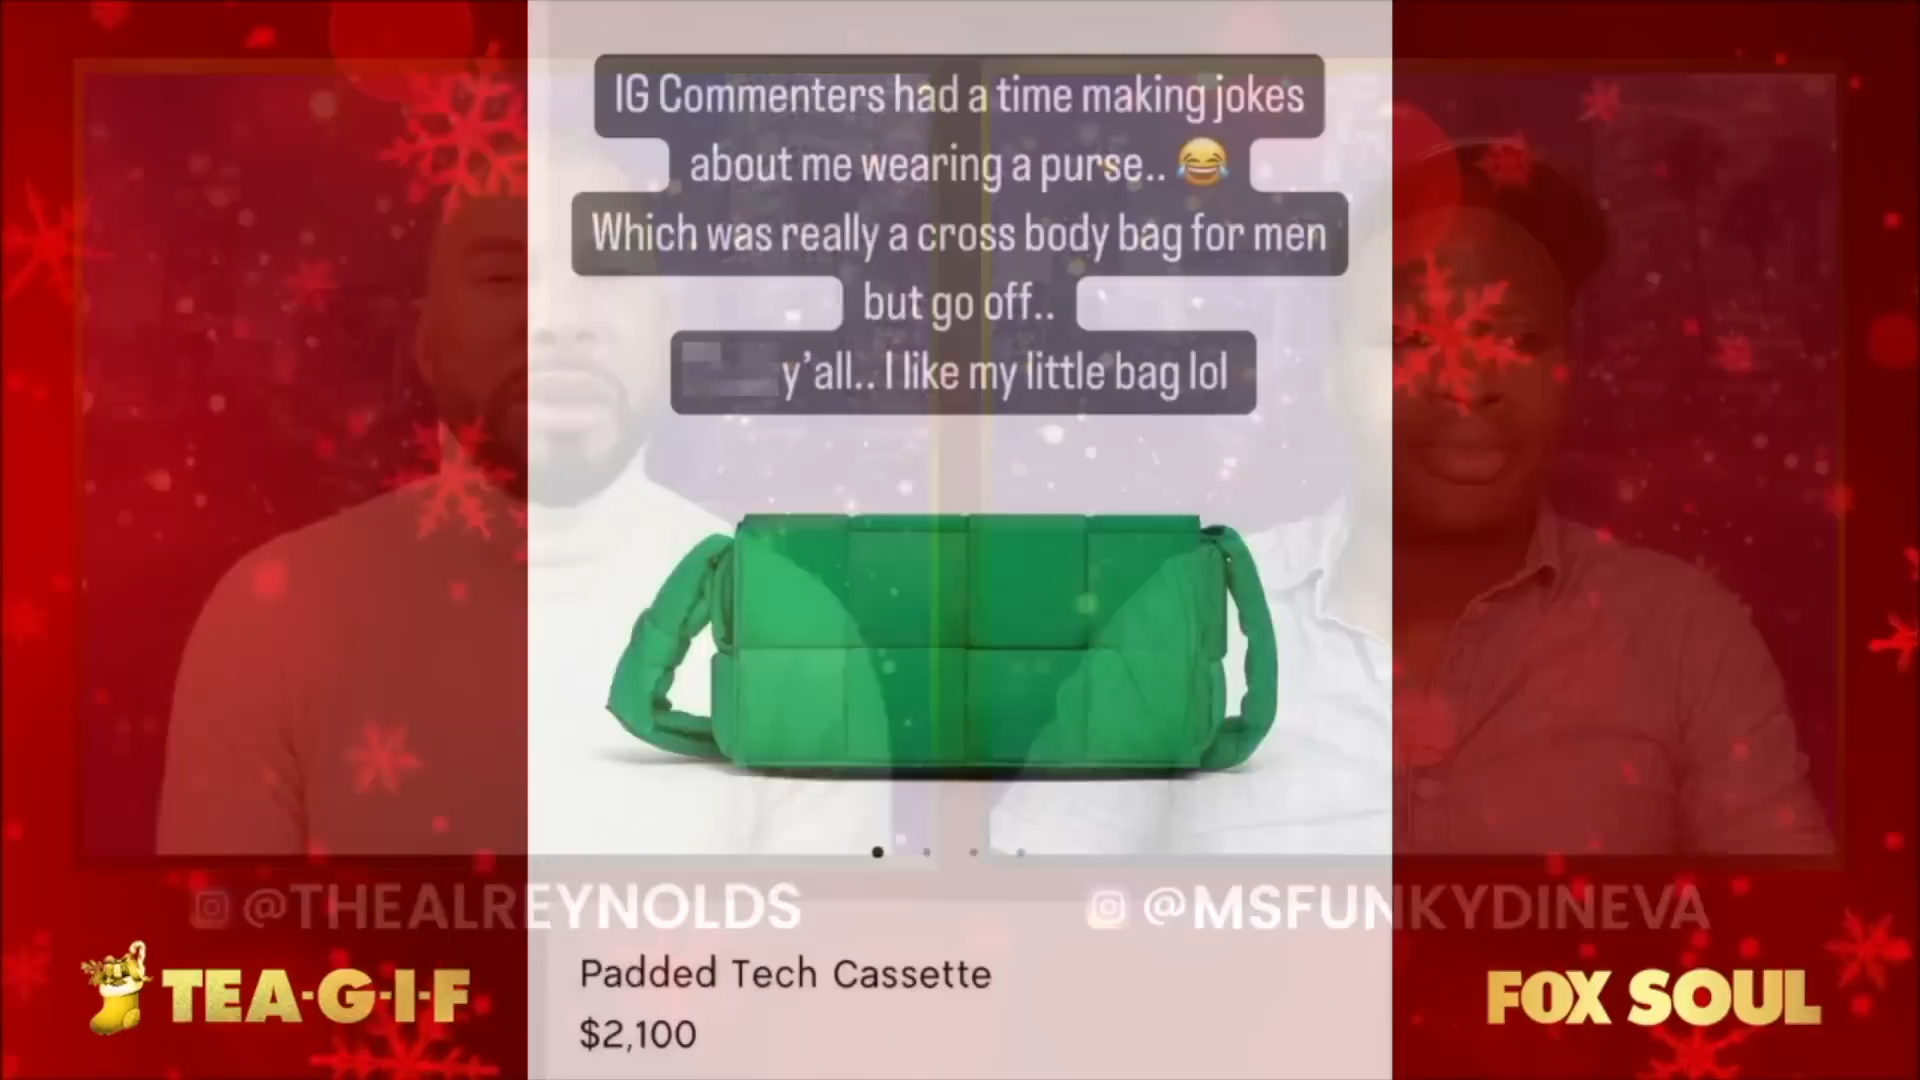 IG Commenters had a time making jokes
about me wearing a purse.. 😂
Which was really a cross body bag for men
but go off..
y'all.. I like my little bag lol
@THEALREYNOLDS
@MSFUNKYDINEVA
Padded Tech Cassette
$2,100
TEA-G-I-F
FOX SOUL